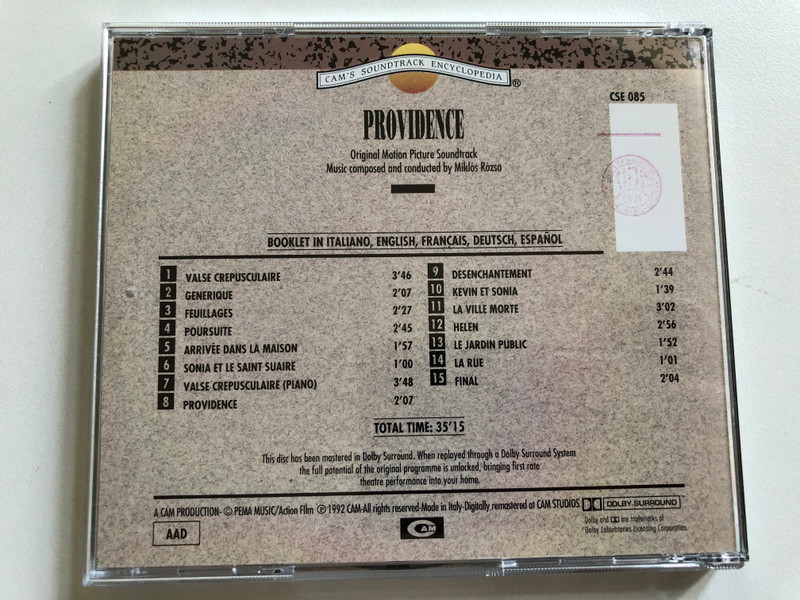 CAM'S SOUNDTRACK ENCYCLOPEDIA
®
CSE 085
PROVIDENCE
Original Motion Picture Soundtrack
Music composed and conducted by Miklós Ròzsa
BOOKLET IN ITALIANO, ENGLISH, FRANÇAIS, DEUTSCH, ESPAÑOL
1 VALSE CREPUSCULAIRE 3'46
2 GENERIQUE 2'07
3 FEUILLAGES 2'27
4 POURSUITE 2'45
5 ARRIVÉE DANS LA MAISON 1'57
6 SONIA ET LE SAINT SUAIRE 1'00
7 VALSE CREPUSCULAIRE (PIANO) 3'48
8 PROVIDENCE 2'07
9 DESENCHANTEMENT 2'44
10 KEVIN ET SONIA 1'39
11 LA VILLE MORTE 3'02
12 HELEN 2'56
13 LE JARDIN PUBLIC 1'52
14 LA RUE 1'01
15 FINAL 2'04
TOTAL TIME: 35'15
This disc has been mastered in Dolby Surround. When replayed through a Dolby Surround System
the full potential of the original programme is unlocked, bringing first rate
theatre performance into your home.
A CAM PRODUCTION- © PEMA MUSIC/Action Film ℗ 1992 CAM-All rights reserved-Made in Italy-Digitally remastered at CAM STUDIOS
DOLBY SURROUND
AAD
CAM
Dolby and are trademarks of
Dolby Laboratories Licensing Corporation